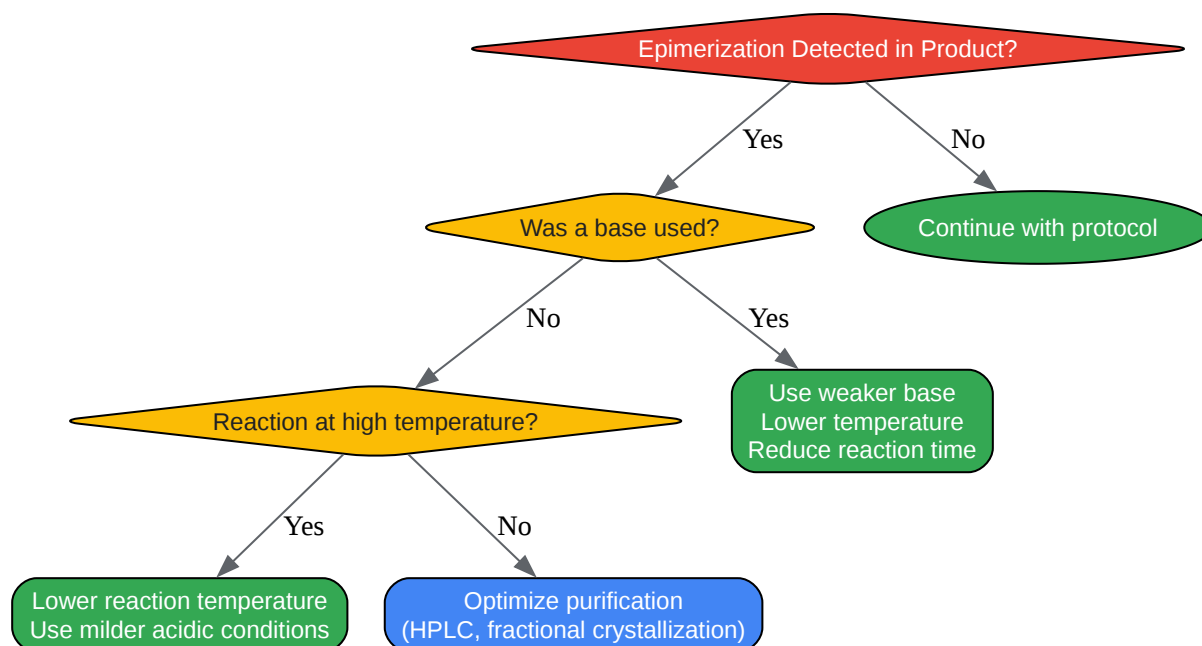 Epimerization Detected in Product?
Yes
No
Was a base used?
Continue with protocol
No
Yes
Reaction at high temperature?
Use weaker base
Lower temperature
Reduce reaction time
Yes
No
Lower reaction temperature
Use milder acidic conditions
Optimize purification
(HPLC, fractional crystallization)